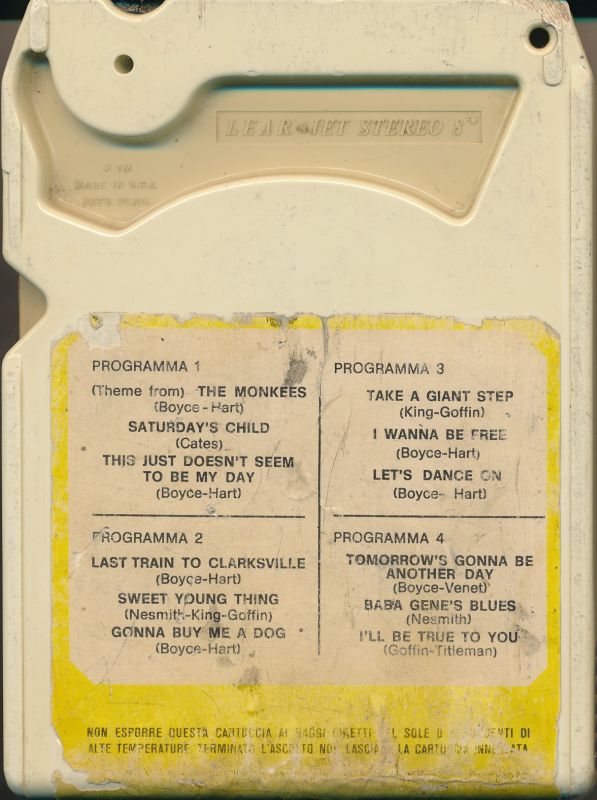 LEAR JET STEREO 8
© TM
MADE IN U.S.A
PATS. PEND.
PROGRAMMA 1
(Theme from) THE MONKEES
(Boyce-Hart)
SATURDAY'S CHILD
(Cates)
THIS JUST DOESN'T SEEM
TO BE MY DAY
(Boyce-Hart)
PROGRAMMA 2
LAST TRAIN TO CLARKSVILLE
(Boyce-Hart)
SWEET YOUNG THING
(Nesmith-King-Goffin)
GONNA BUY ME A DOG
(Boyce-Hart)
PROGRAMMA 3
TAKE A GIANT STEP
(King-Goffin)
I WANNA BE FREE
(Boyce-Hart)
LET'S DANCE ON
(Boyce- Hart)
PROGRAMMA 4
TOMORROW'S GONNA BE
ANOTHER DAY
(Boyce-Venet)
BABA GENE'S BLUES
(Nesmith)
I'LL BE TRUE TO YOU
(Goffin-Titleman)
NON ESPORRE QUESTA CARTUCCIA AI RAGGI DIRETTI EL SOLE O DI
ALTE TEMPERATURE TERMINATO L'ASCOLTO NON LASCIA LA CARTUCCIA